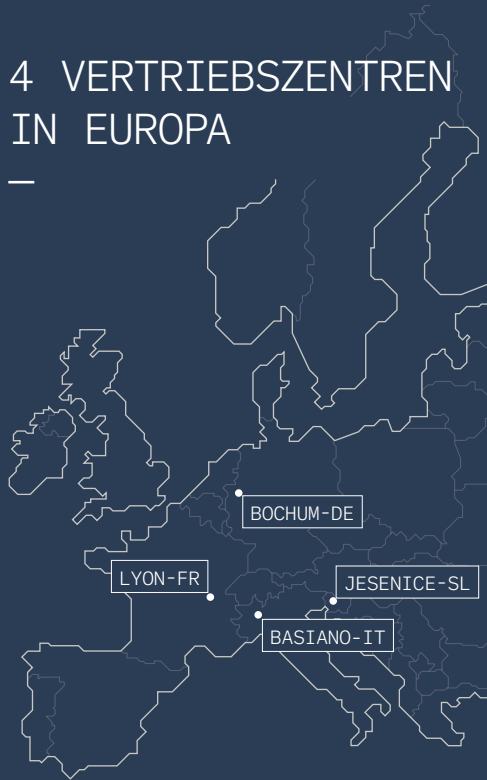 4 VERTRIEBSZENTREN
IN EUROPA
BOCHUM-DE
LYON-FR
JESENICE-SL
BASIANO-IT